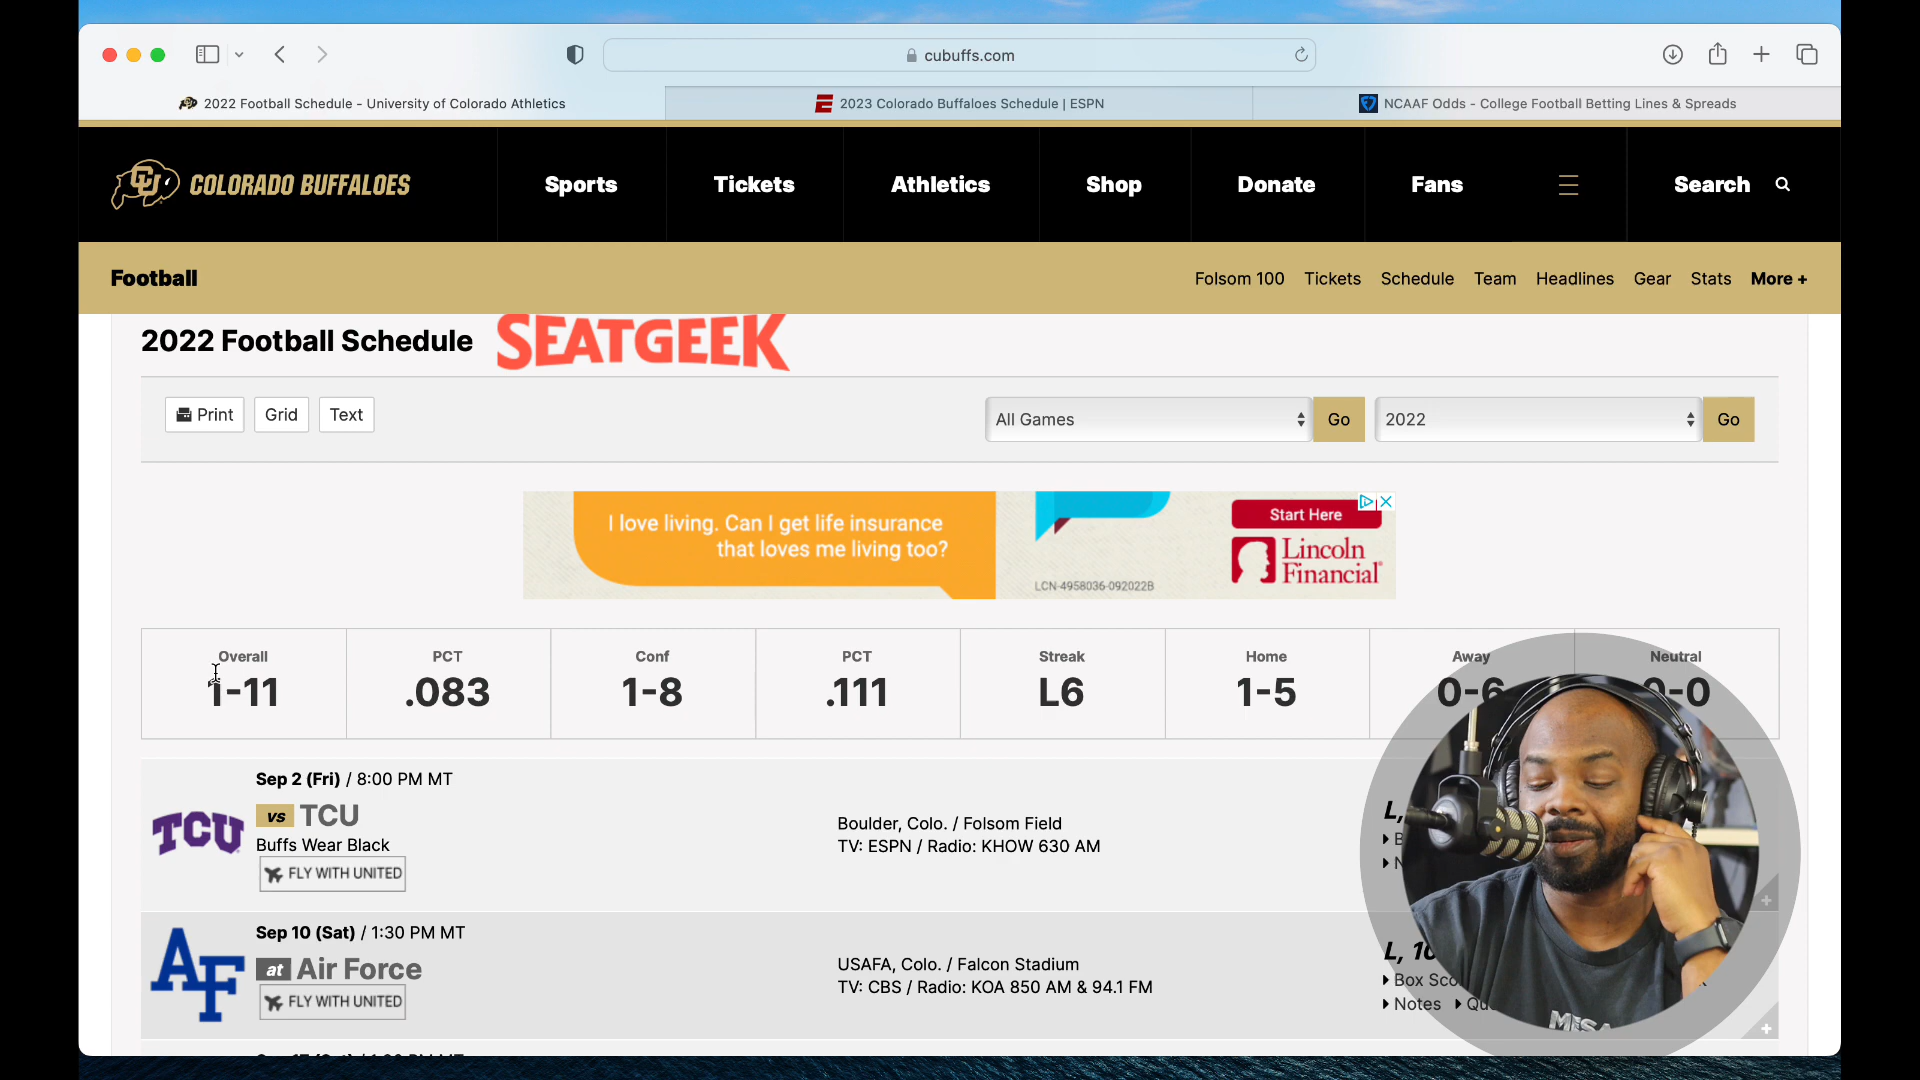 cubuffs.com
2022 Football Schedule - University of Colorado Athletics
2023 Colorado Buffaloes Schedule | ESPN
NCAAF Odds - College Football Betting Lines & Spreads
CU COLORADO BUFFALOES
Sports
Tickets
Athletics
Shop
Donate
Fans
Search
Football
Folsom 100
Tickets
Schedule
Team
Headlines
Gear
Stats
More +
2022 Football Schedule
SEATGEEK
Print
Grid
Text
All Games
Go
2022
Go
I love living. Can I get life insurance
that loves me living too?
LCN-4958036-092022B
Start Here
Lincoln
Financial
Overall
1-11
PCT
.083
Conf
1-8
PCT
.111
Streak
L6
Home
1-5
Away
0-6
Neutral
0-0
Sep 2 (Fri) / 8:00 PM MT
TCU
vs TCU
Buffs Wear Black
FLY WITH UNITED
Boulder, Colo. / Folsom Field
TV: ESPN / Radio: KHOW 630 AM
L,
Sep 10 (Sat) / 1:30 PM MT
AF
at Air Force
FLY WITH UNITED
USAFA, Colo. / Falcon Stadium
TV: CBS / Radio: KOA 850 AM & 94.1 FM
L, 10
Notes